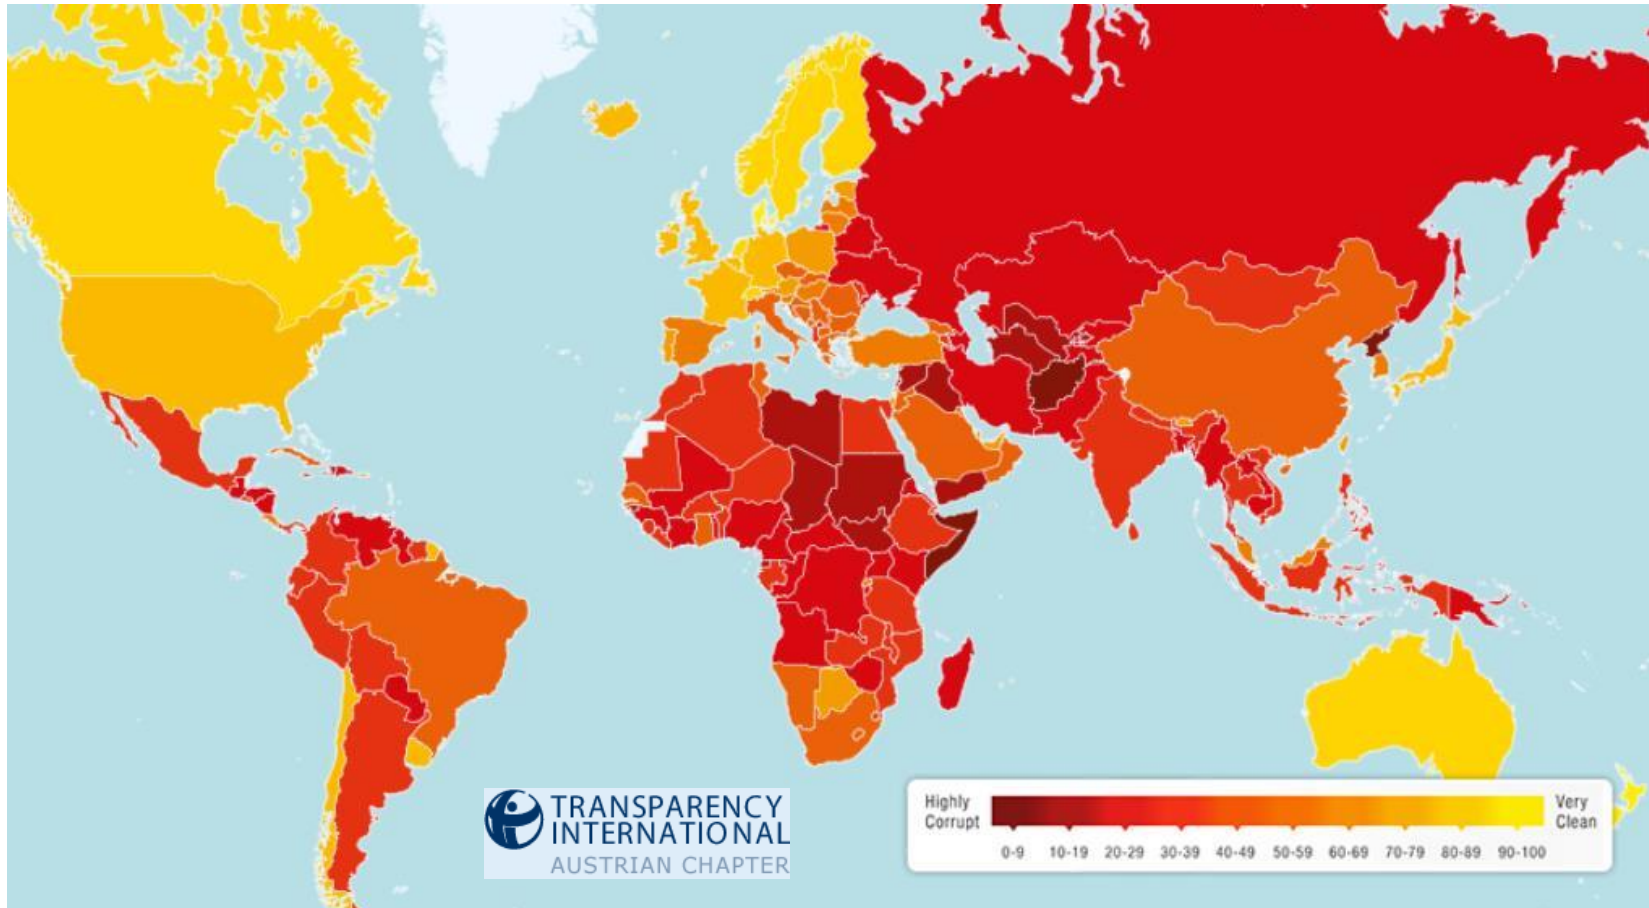 TRANSPARENCY
INTERNATIONAL
AUSTRIAN CHAPTER
Highly
Corrupt
Very
Clean
0-9 10-19 20-29 30-39 40-49 50-59 60-69 70-79 80-89 90-100